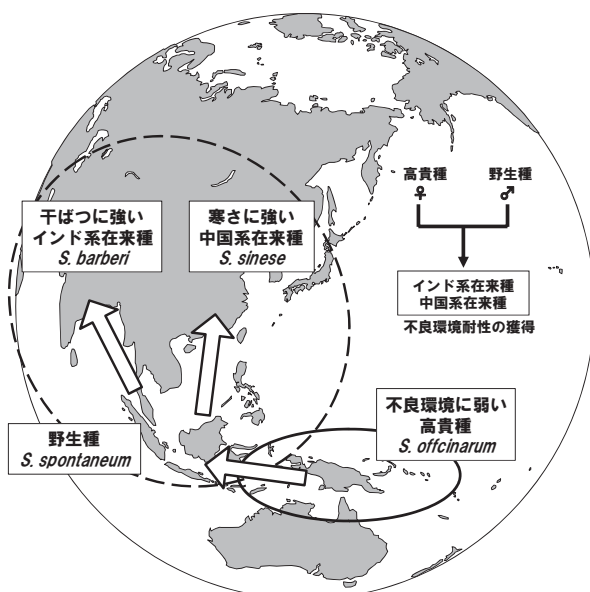 干ばつに強い
インド系在来種
S. barberi
寒さに強い
中国系在来種
S. sinese
高貴種
♀
野生種
♂
インド系在来種
中国系在来種
不良環境耐性の獲得
野生種
S. spontaneum
不良環境に弱い
高貴種
S. offcinarum